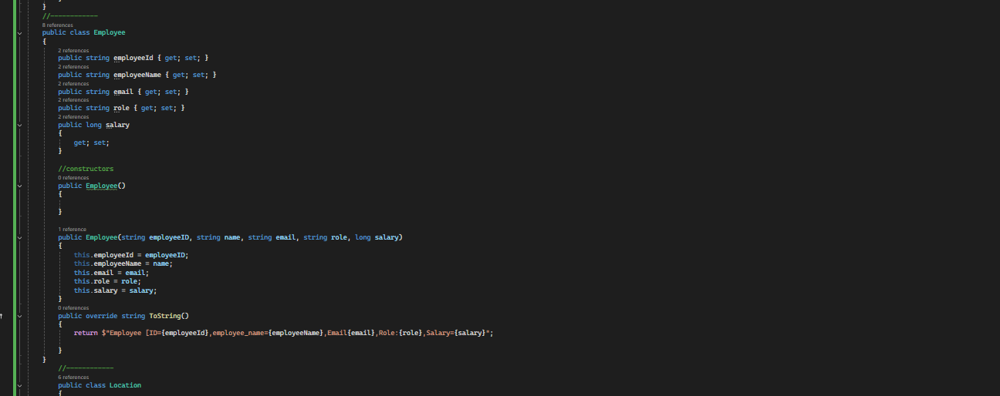 }
//------------
8 references
public class Employee
{
2 references
public string employeeId { get; set; }
2 references
public string employeeName { get; set; }
2 references
public string email { get; set; }
2 references
public string role { get; set; }
2 references
public long salary
{
get; set;
}
//constructors
0 references
public Employee()
{
}
1 reference
public Employee(string employeeID, string name, string email, string role, long salary)
{
this.employeeId = employeeID;
this.employeeName = name;
this.email = email;
this.role = role;
this.salary = salary;
}
0 references
public override string ToString()
{
return $"Employee [ID={employeeId},employee_name={employeeName},Email{email},Role:{role},Salary={salary}";
}
}
//------------
6 references
public class Location
{